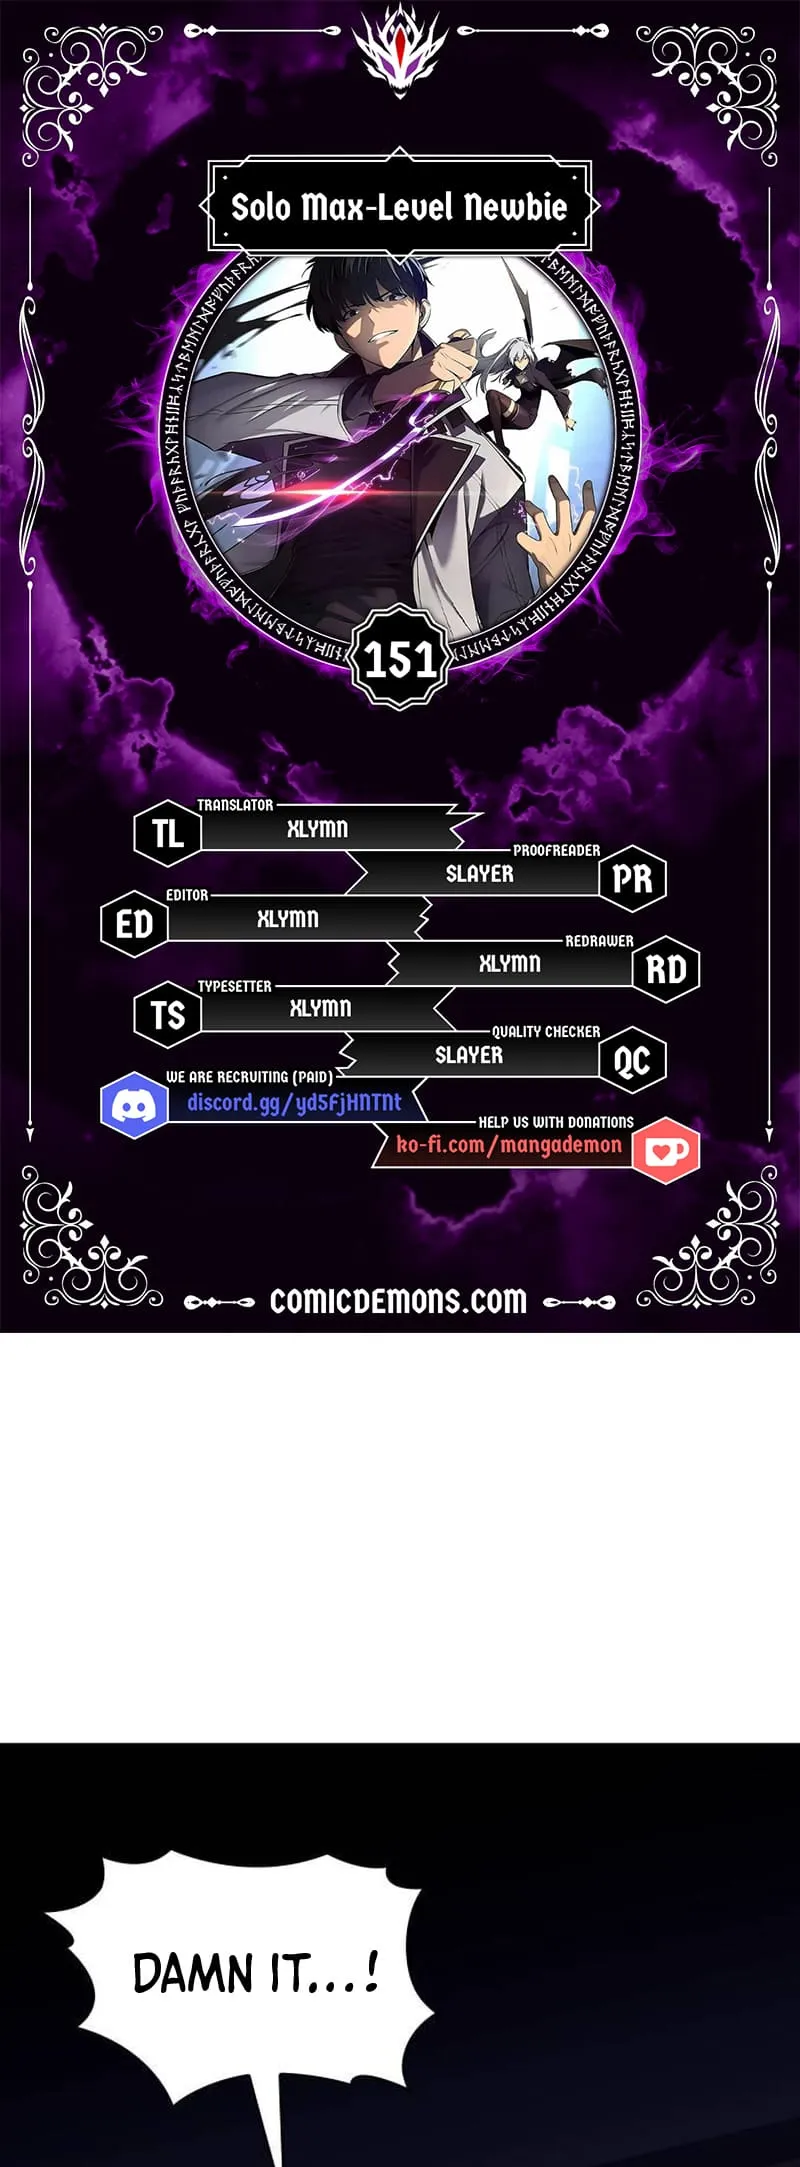 Solo Max-Level Newbie
151
TL
TRANSLATOR
XLYMN
PROOFREADER
SLAYER
PR
ED
EDITOR
XLYMN
REDRAWER
XLYMN
RD
TS
TYPESETTER
XLYMN
QUALITY CHECKER
SLAYER
QC
WE ARE RECRUITING (PAID)
discord.gg/yd5FjHNTNt
HELP US WITH DONATIONS
ko-fi.com/mangademon
COMICDEMONS.COM
DAMN IT...!